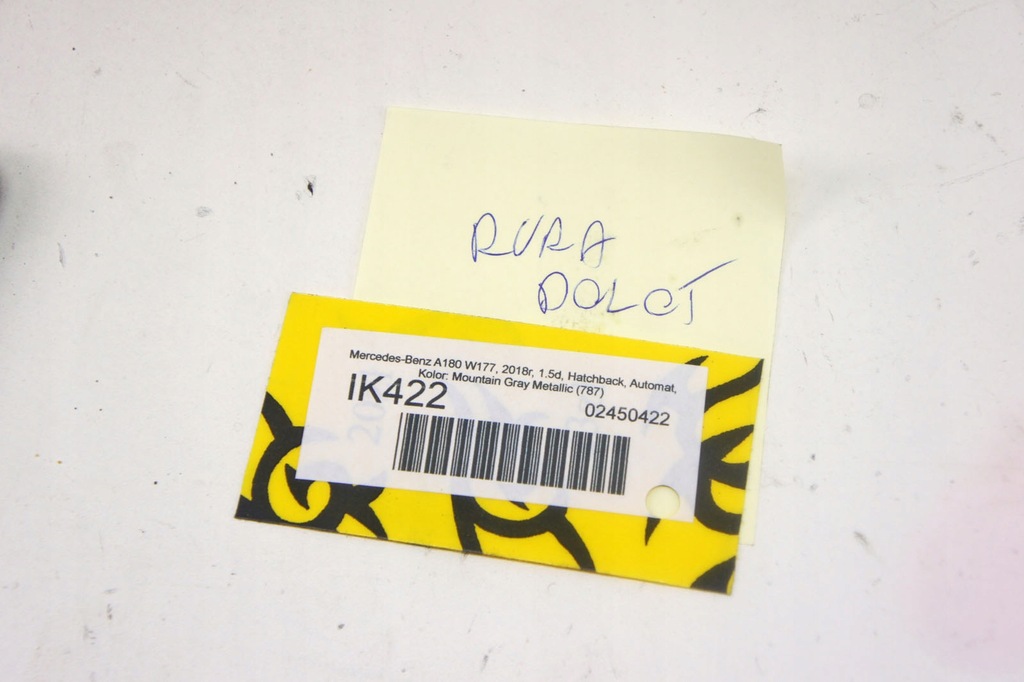 RURA
DOLOT
Mercedes-Benz A180 W177, 2018r, 1.5d, Hatchback, Automat,
Kolor: Mountain Gray Metallic (787)
IK422
02450422